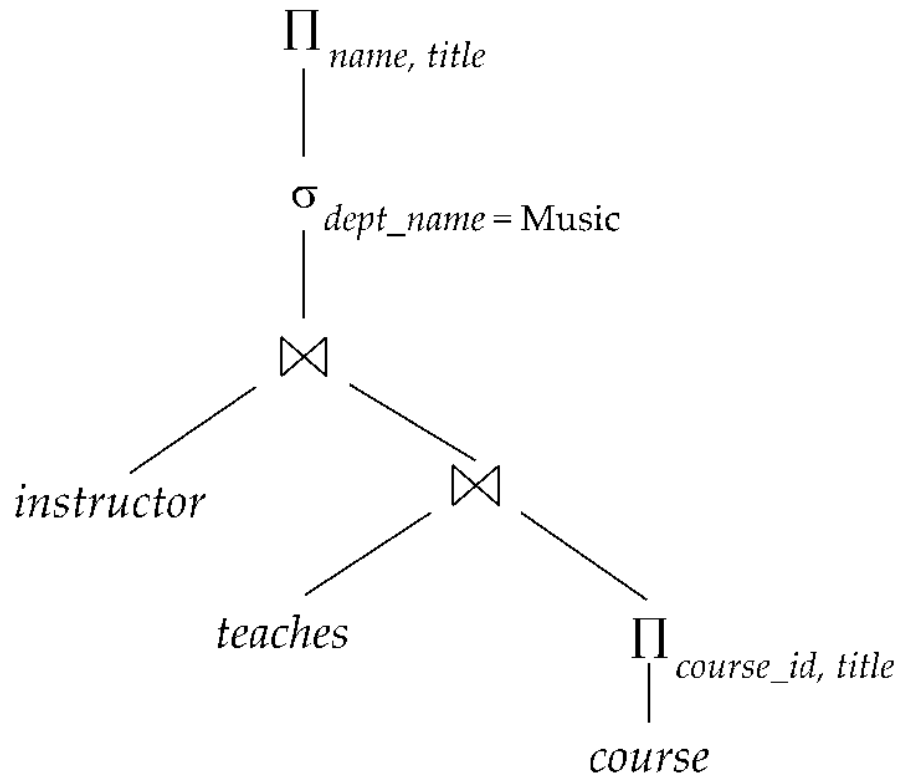 ∏ name, title
σ dept_name = Music
⋈
instructor
⋈
teaches
∏ course_id, title
course